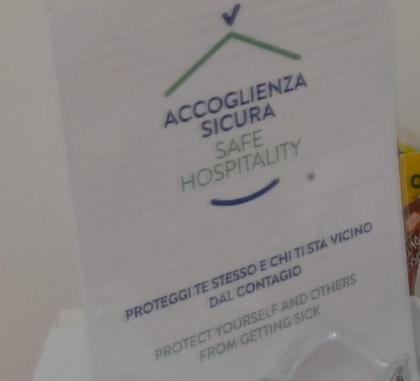 ACCOGLIENZA
SICURA
SAFE
HOSPITALITY
®
PROTEGGI TE STESSO E CHI TI STA VICINO
DAL CONTAGIO
PROTECT YOURSELF AND OTHERS
FROM GETTING SICK